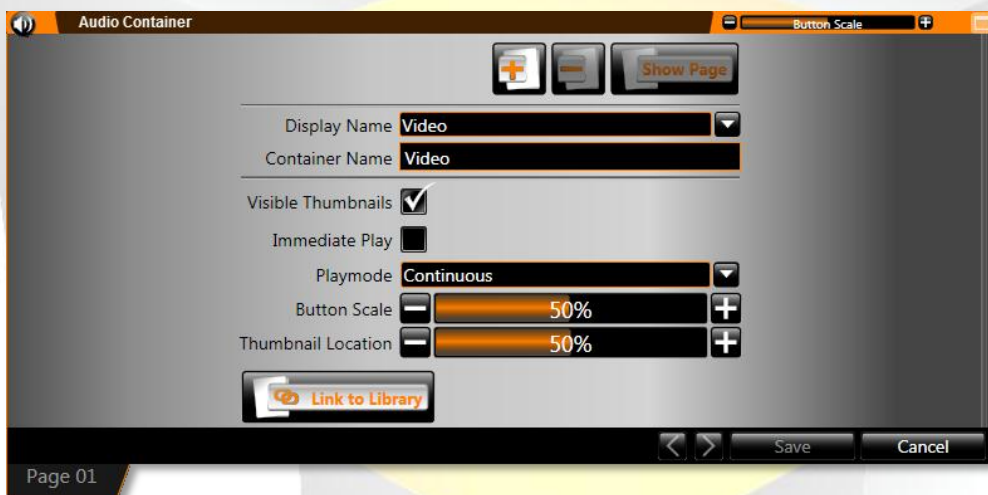 Audio Container
Button Scale
Show Page
Display Name Video
Container Name Video
Visible Thumbnails
Immediate Play
Playmode Continuous
Button Scale 50%
Thumbnail Location 50%
Link to Library
Save Cancel
Page 01